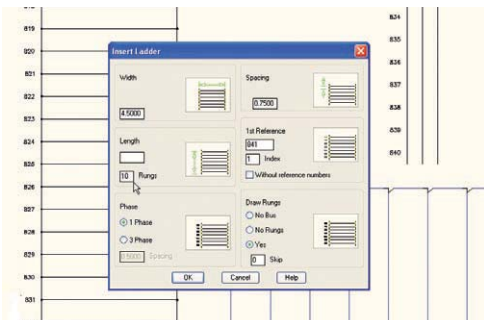 819
820
821
822
823
824
825
826
827
828
829
830
831
834
835
836
837
838
839
840
Insert Ladder
Width
4.5000
Spacing
0.7500
Length
10 Rungs
1st Reference
841
1 Index
Without reference numbers
Phase
1 Phase
3 Phase
0.5000 Spacing
Draw Rungs
No Bus
No Rungs
Yes
0 Skip
OK Cancel Help